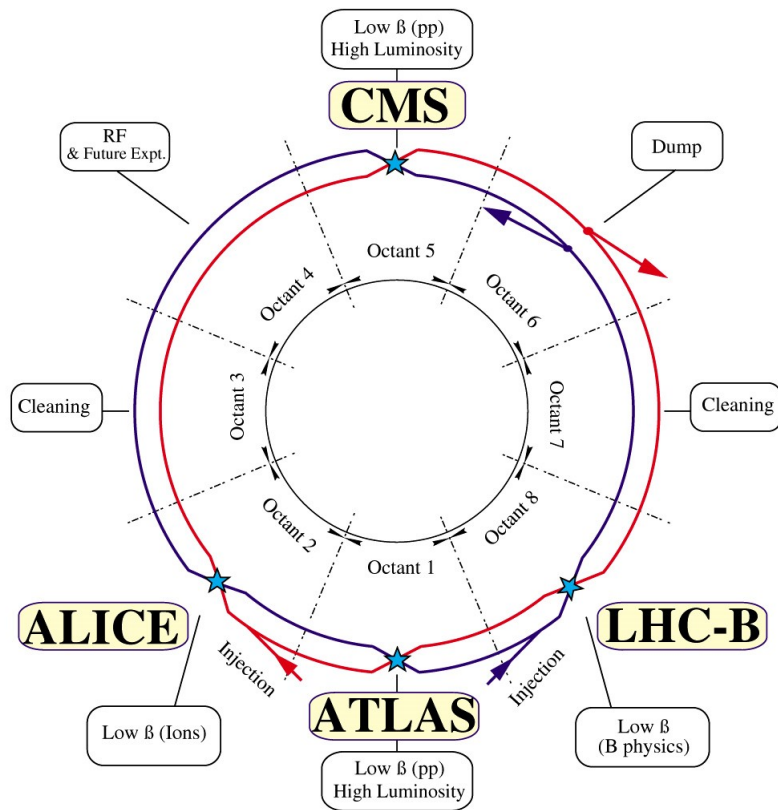 Low ß (pp)
High Luminosity
CMS
RF
& Future Expt.
Dump
Octant 5
Octant 4
Octant 6
Cleaning
Octant 3
Octant 7
Cleaning
Octant 2
Octant 8
Octant 1
ALICE
LHC-B
Injection
Injection
ATLAS
Low ß (Ions)
Low ß
(B physics)
Low ß (pp)
High Luminosity